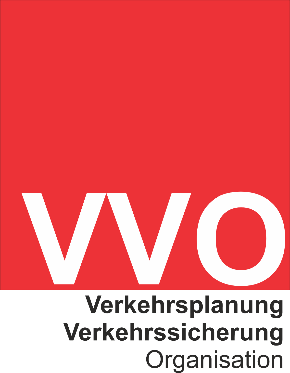 VVO
Verkehrsplanung
Verkehrssicherung
Organisation